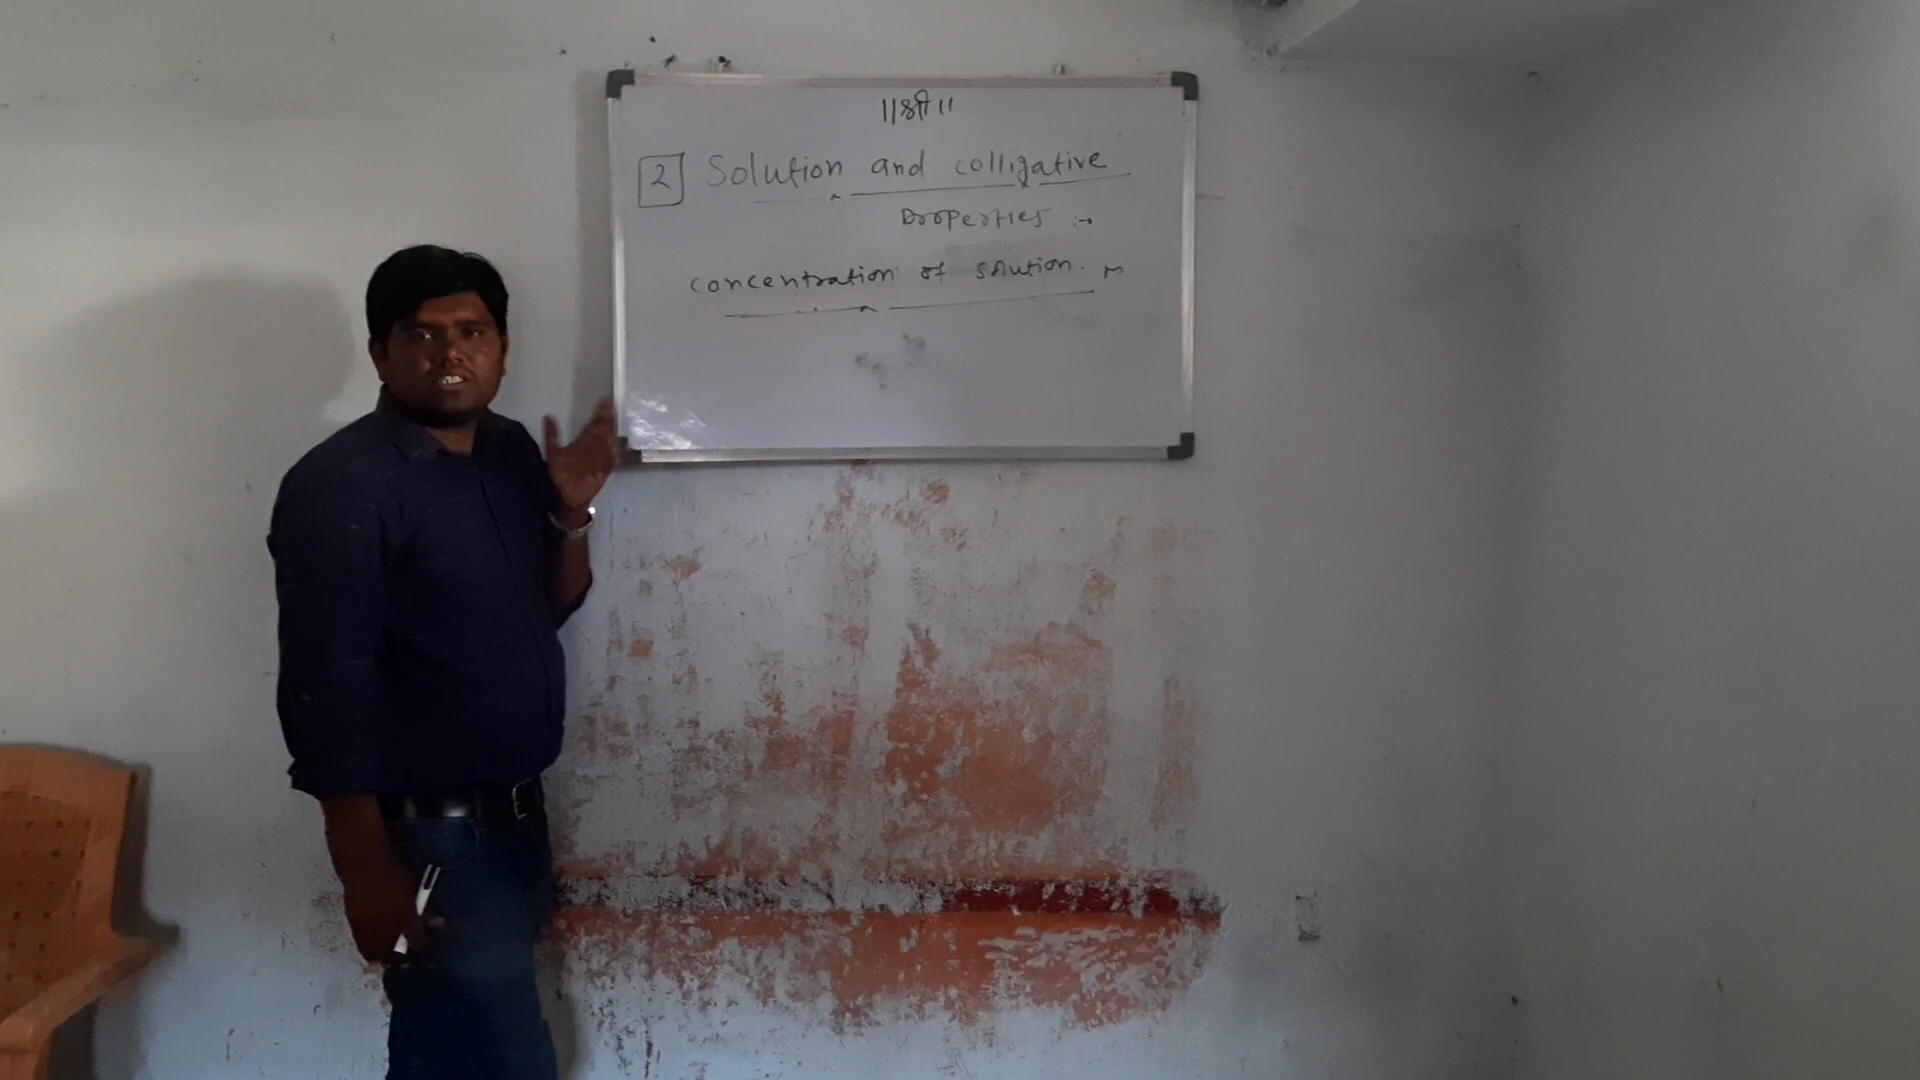 ||श्री||
2 Solution and colligative
Properties :→
concentration of solution. :→